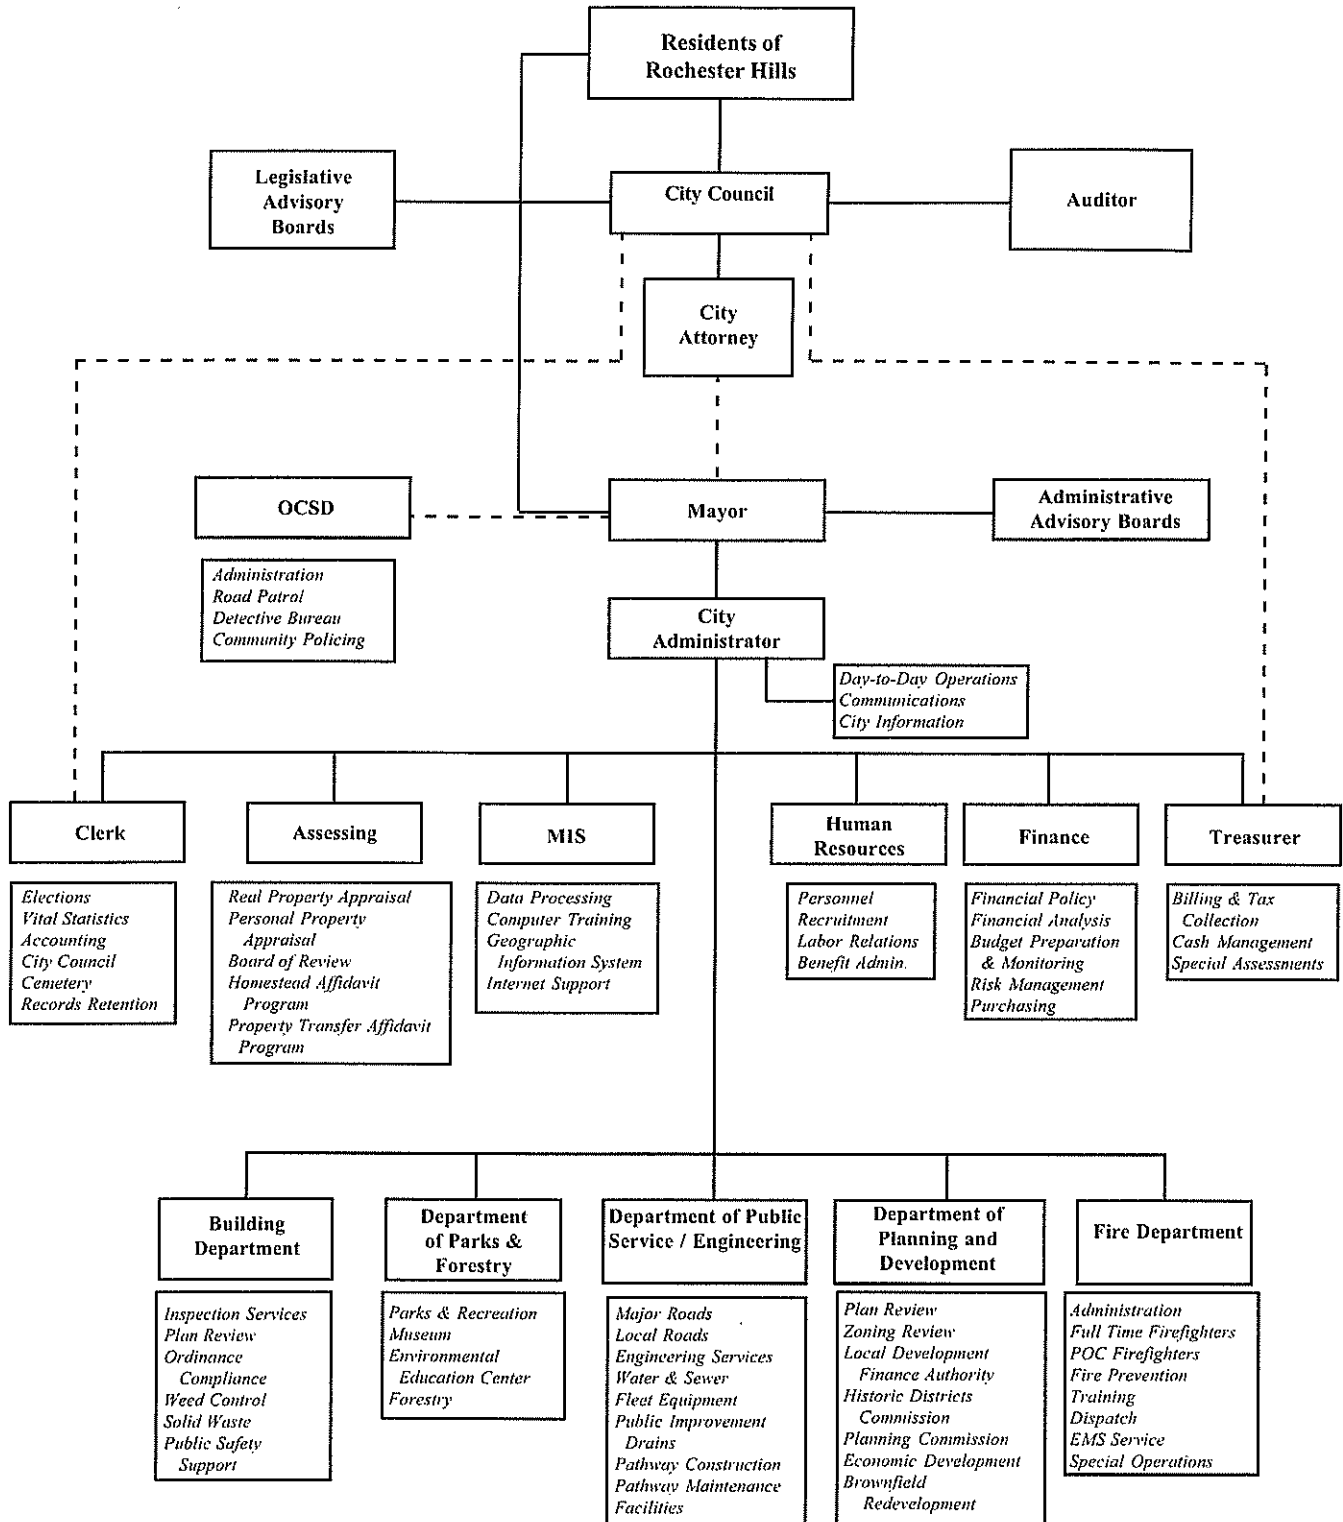 Residents of
Rochester Hills
Legislative
Advisory
Boards
City Council
Auditor
City
Attorney
OCSD
Mayor
Administrative
Advisory Boards
Administration
Road Patrol
Detective Bureau
Community Policing
City
Administrator
Day-to-Day Operations
Communications
City Information
Clerk
Assessing
MIS
Human
Resources
Finance
Treasurer
Elections
Vital Statistics
Accounting
City Council
Cemetery
Records Retention
Real Property Appraisal
Personal Property
Appraisal
Board of Review
Homestead Affidavit
Program
Property Transfer Affidavit
Program
Data Processing
Computer Training
Geographic
Information System
Internet Support
Personnel
Recruitment
Labor Relations
Benefit Admin.
Financial Policy
Financial Analysis
Budget Preparation
& Monitoring
Risk Management
Purchasing
Billing & Tax
Collection
Cash Management
Special Assessments
Building
Department
Department
of Parks &
Forestry
Department of Public
Service / Engineering
Department of
Planning and
Development
Fire Department
Inspection Services
Plan Review
Ordinance
Compliance
Weed Control
Solid Waste
Public Safety
Support
Parks & Recreation
Museum
Environmental
Education Center
Forestry
Major Roads
Local Roads
Engineering Services
Water & Sewer
Fleet Equipment
Public Improvement
Drains
Pathway Construction
Pathway Maintenance
Facilities
Plan Review
Zoning Review
Local Development
Finance Authority
Historic Districts
Commission
Planning Commission
Economic Development
Brownfield
Redevelopment
Administration
Full Time Firefighters
POC Firefighters
Fire Prevention
Training
Dispatch
EMS Service
Special Operations